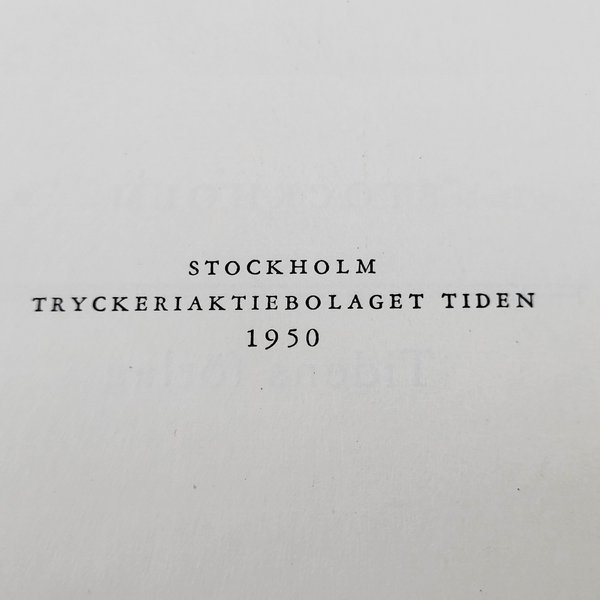 STOCKHOLM
TRYCKERIAKTIEBOLAGET TIDEN
1950